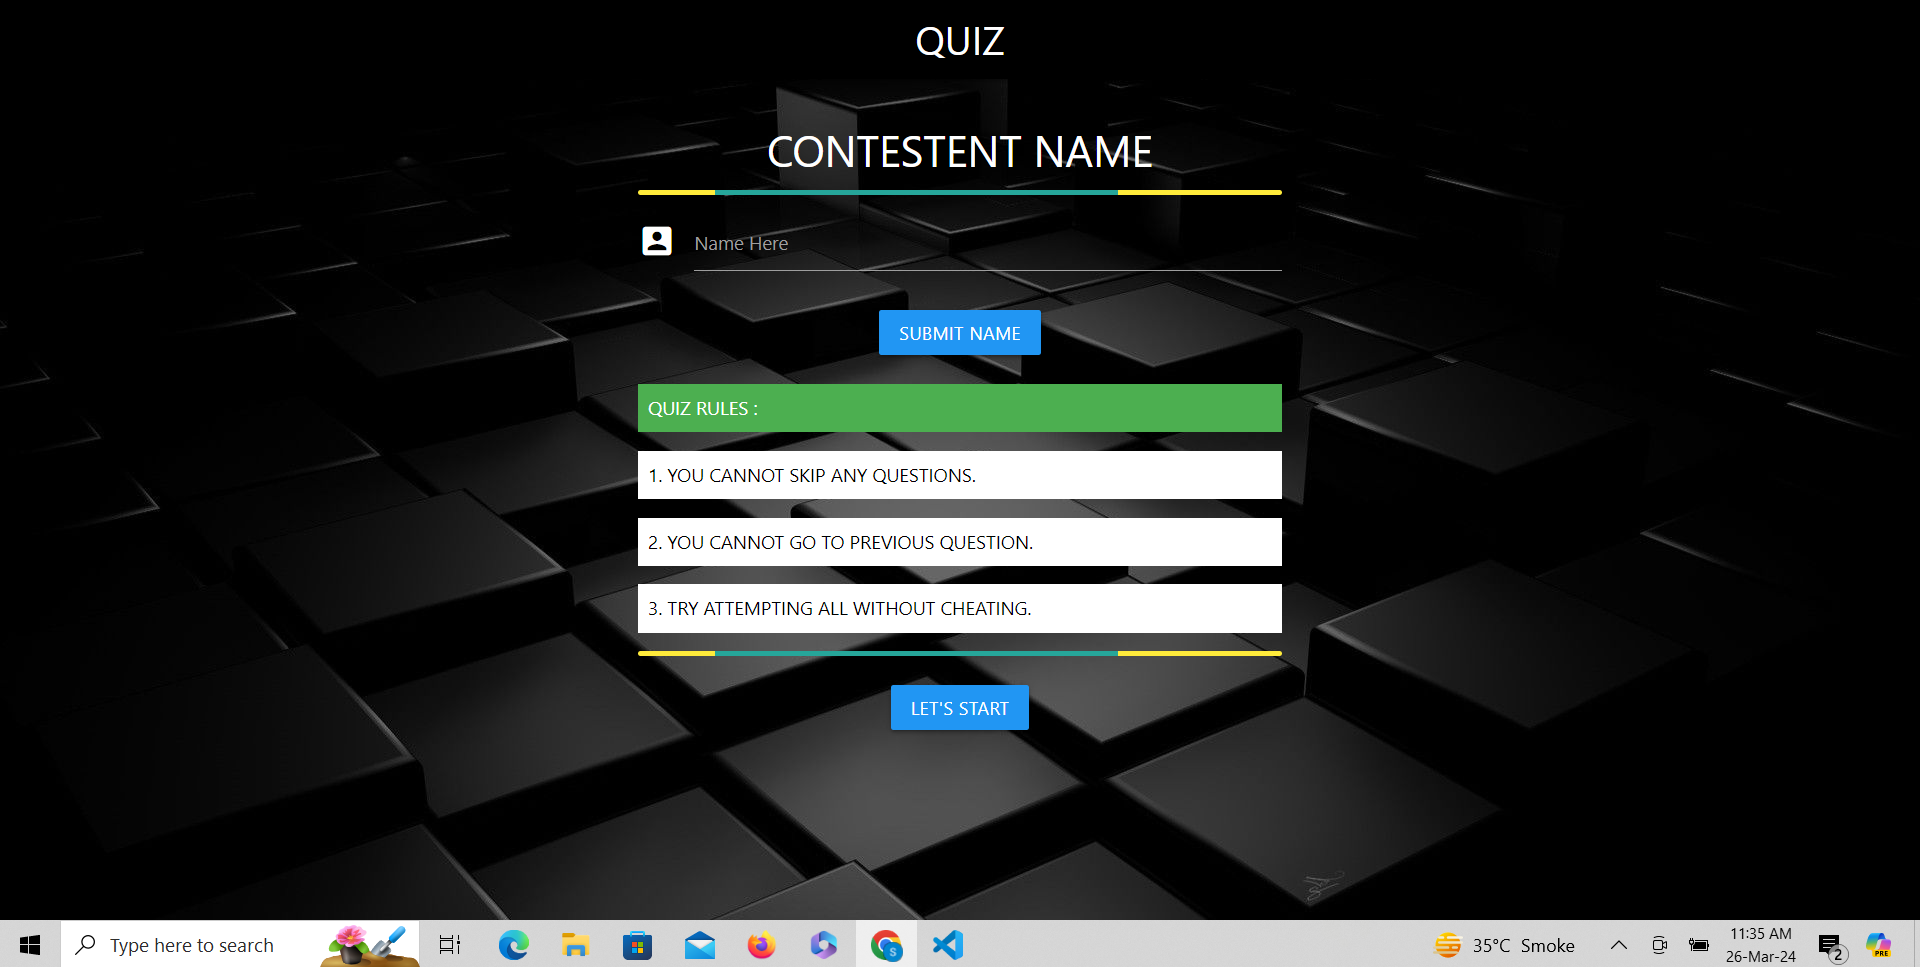 QUIZ
CONTESTENT NAME
Name Here
SUBMIT NAME
QUIZ RULES :
1. YOU CANNOT SKIP ANY QUESTIONS.
2. YOU CANNOT GO TO PREVIOUS QUESTION.
3. TRY ATTEMPTING ALL WITHOUT CHEATING.
LET'S START
Type here to search
S
35°C Smoke
11:35 AM
26-Mar-24
2
PRE